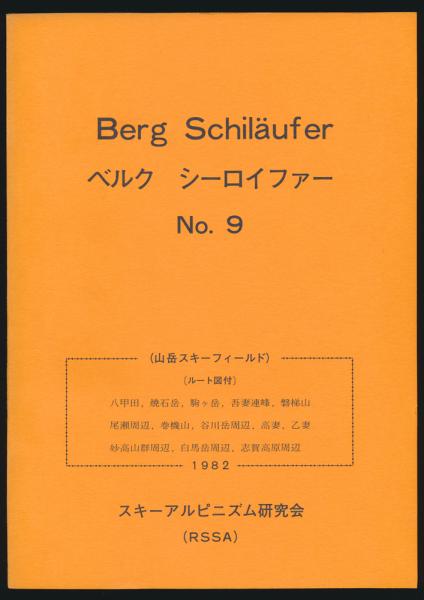 Berg Schiläufer
ベルク シーロイファー
No. 9
(山岳スキーフィールド)
(ルート図付)
八甲田, 焼石岳, 駒ヶ岳, 吾妻連峰, 磐梯山
尾瀬周辺, 巻機山, 谷川岳周辺, 高妻, 乙妻
妙高山群周辺, 白馬岳周辺, 志賀高原周辺
1982
スキーアルピニズム研究会
(RSSA)